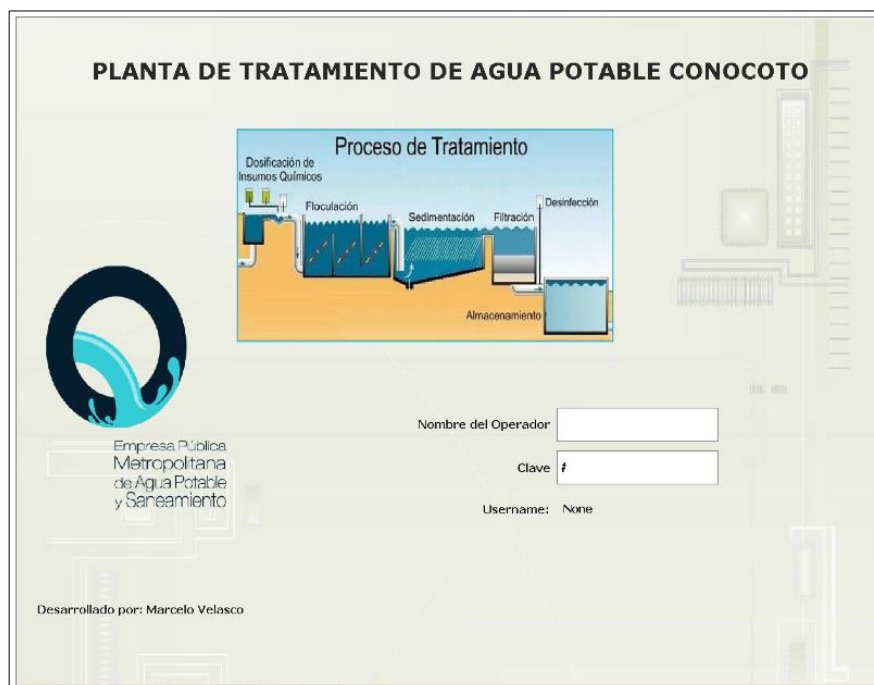 PLANTA DE TRATAMIENTO DE AGUA POTABLE CONOCOTO
Proceso de Tratamiento
Dosificación de
Insumos Químicos
Floculación
Sedimentación
Filtración
Desinfección
Almacenamiento
Empresa Pública
Metropolitana
de Agua Potable
y Saneamiento
Nombre del Operador
Clave #
Username: None
Desarrollado por: Marcelo Velasco